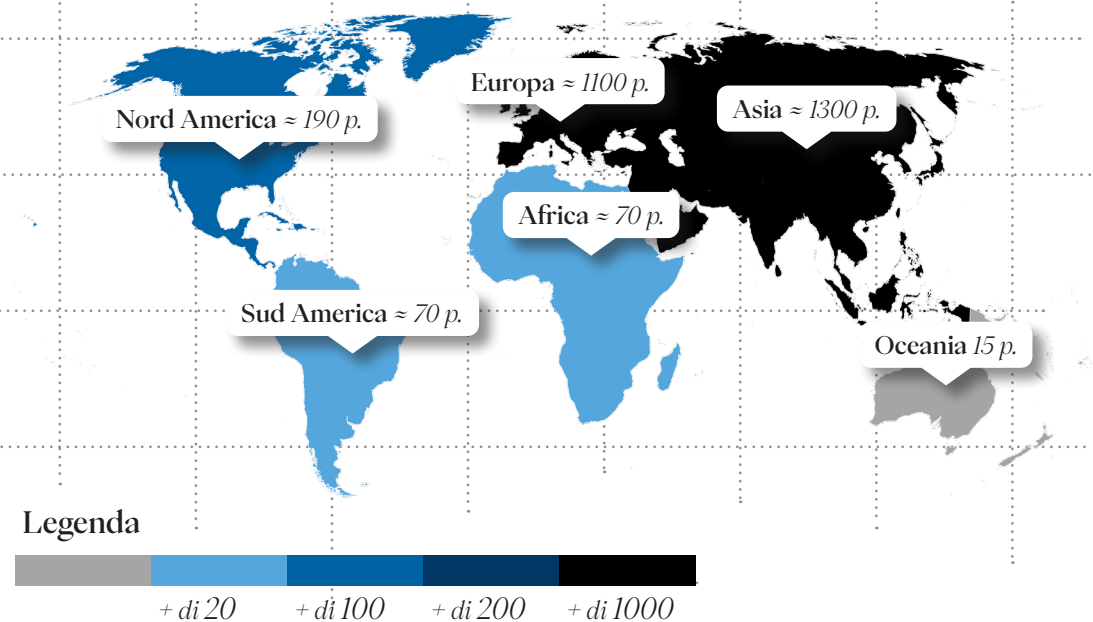 Europa ≈ 1100 p.
Asia ≈ 1300 p.
Nord America ≈ 190 p.
Africa ≈ 70 p.
Sud America ≈ 70 p.
Oceania 15 p.
Legenda
+ di 20
+ di 100
+ di 200
+ di 1000